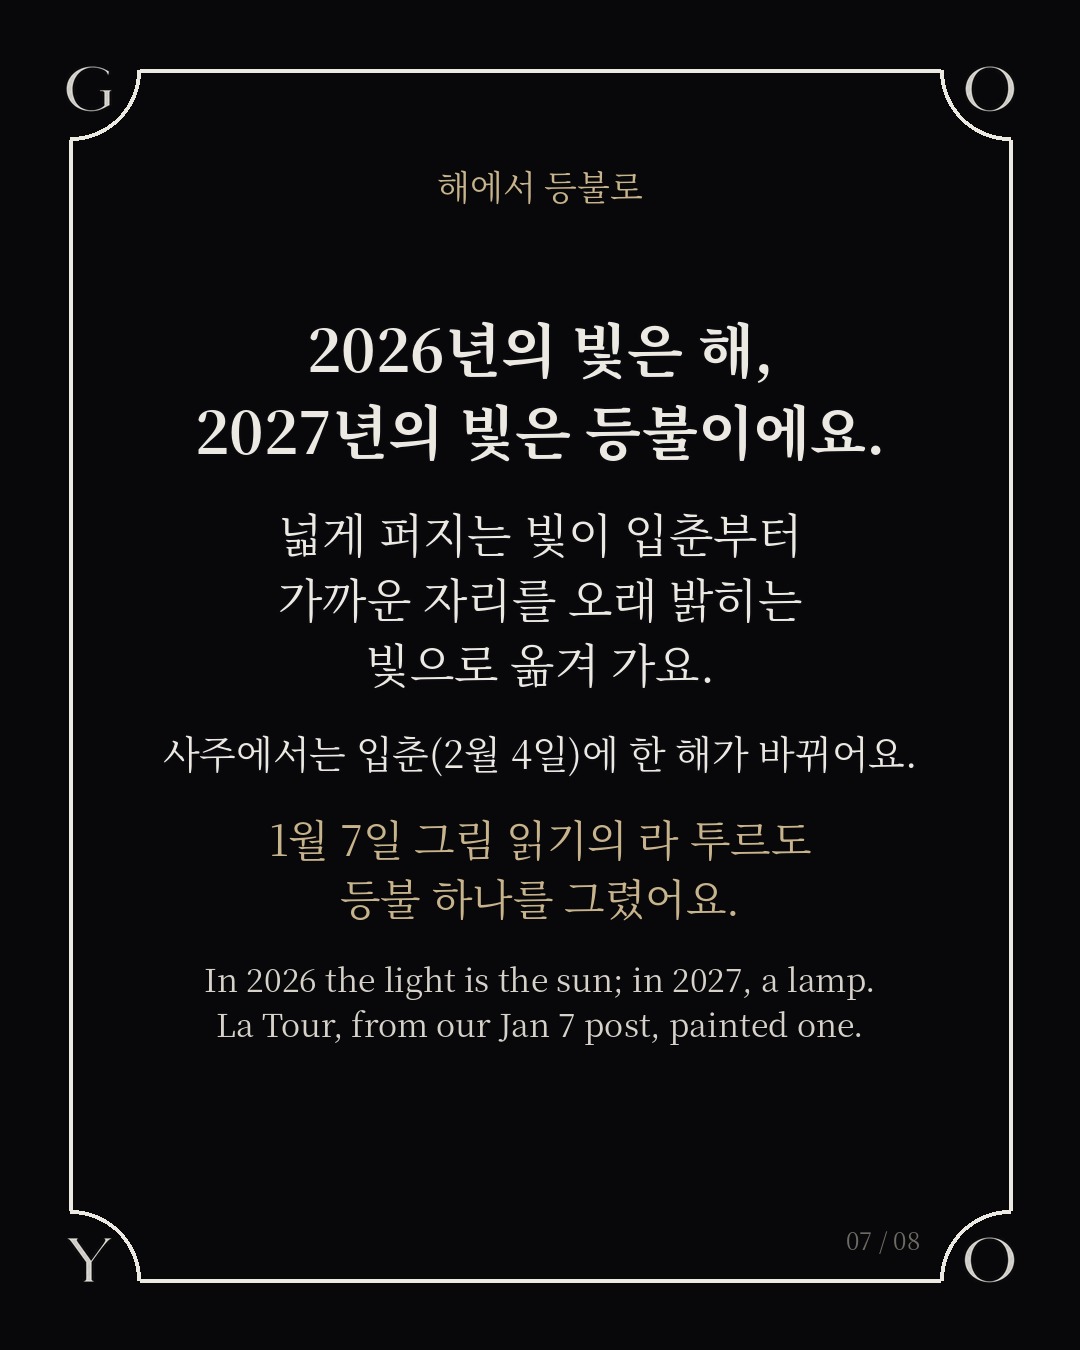 G
O
해에서 등불로
2026년의 빛은 해,
2027년의 빛은 등불이에요.
넓게 퍼지는 빛이 입춘부터
가까운 자리를 오래 밝히는
빛으로 옮겨 가요.
사주에서는 입춘(2월 4일)에 한 해가 바뀌어요.
1월 7일 그림 읽기의 라 투르도
등불 하나를 그렸어요.
In 2026 the light is the sun; in 2027, a lamp.
La Tour, from our Jan 7 post, painted one.
07 / 08
Y
O